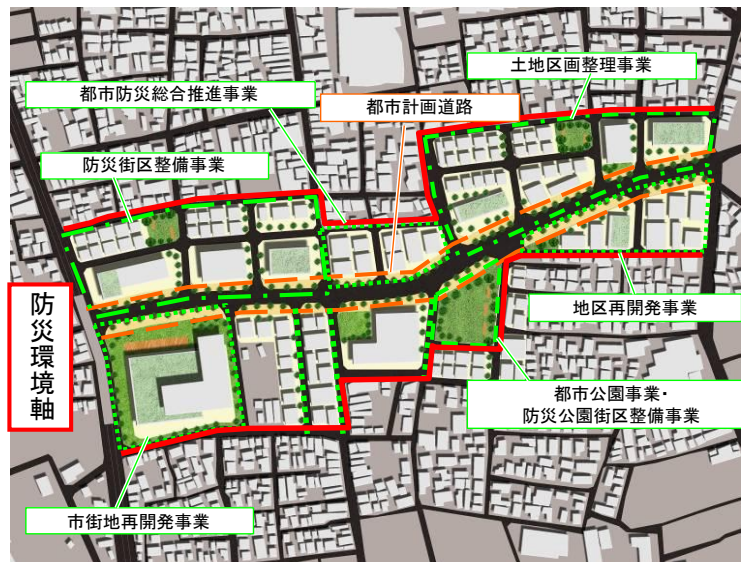 土地区画整理事業
都市防災総合推進事業
都市計画道路
防災街区整備事業
防災環境軸
地区再開発事業
都市公園事業・
防災公園街区整備事業
市街地再開発事業